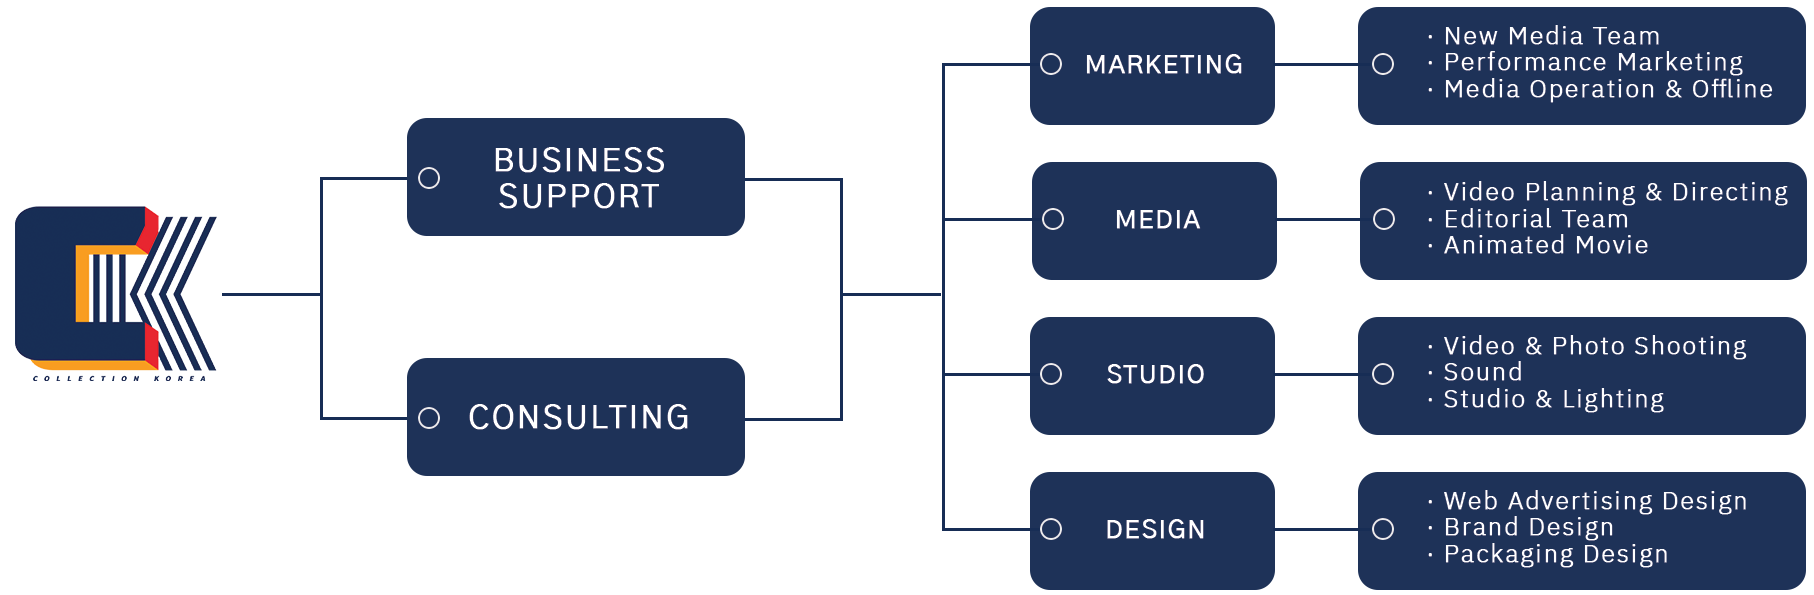 COLLECTION KOREA
BUSINESS
SUPPORT
CONSULTING
MARKETING
· New Media Team
· Performance Marketing
· Media Operation & Offline
MEDIA
· Video Planning & Directing
· Editorial Team
· Animated Movie
STUDIO
· Video & Photo Shooting
· Sound
· Studio & Lighting
DESIGN
· Web Advertising Design
· Brand Design
· Packaging Design